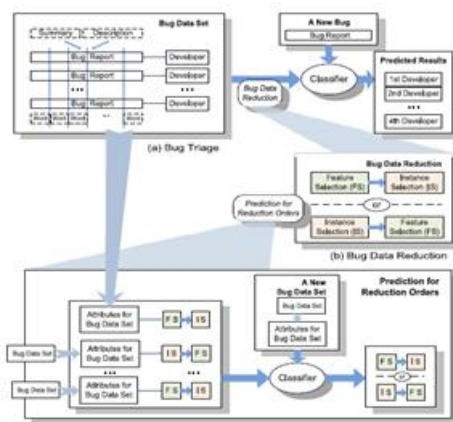 Bug Data Set
Summary Description
Bug Report Developer
Bug Report Developer
...
Bug Report Developer
Word Word Word ... Word
(a) Bug Triage
A New Bug
Bug Report
Classifier
Bug Data
Reduction
Predicted Results
1st Developer
2nd Developer
...
Developer
Bug Data Reduction
Feature
Selection (FS)
Instance
Selection (IS)
or
Instance
Selection (IS)
Feature
Selection (FS)
(b) Bug Data Reduction
Prediction for
Reduction Orders
Prediction for
Reduction Orders
Attributes for
Bug Data Set
FS IS
Bug Data Set
Attributes for
Bug Data Set
IS FS
... ...
Bug Data Set
Attributes for
Bug Data Set
FS IS
A New
Bug Data Set
Bug Data Set
Attributes for
Bug Data Set
Classifier
FS IS
or
IS FS